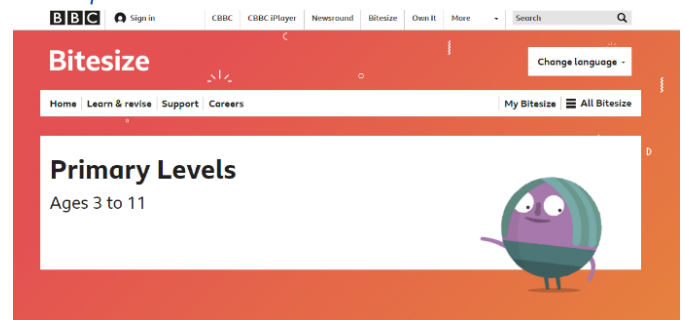 BBC Sign in CBBC CBBC iPlayer Newsround Bitesize Own It More Search
Bitesize
Change language
Home Learn & revise Support Careers My Bitesize All Bitesize
Primary Levels
Ages 3 to 11